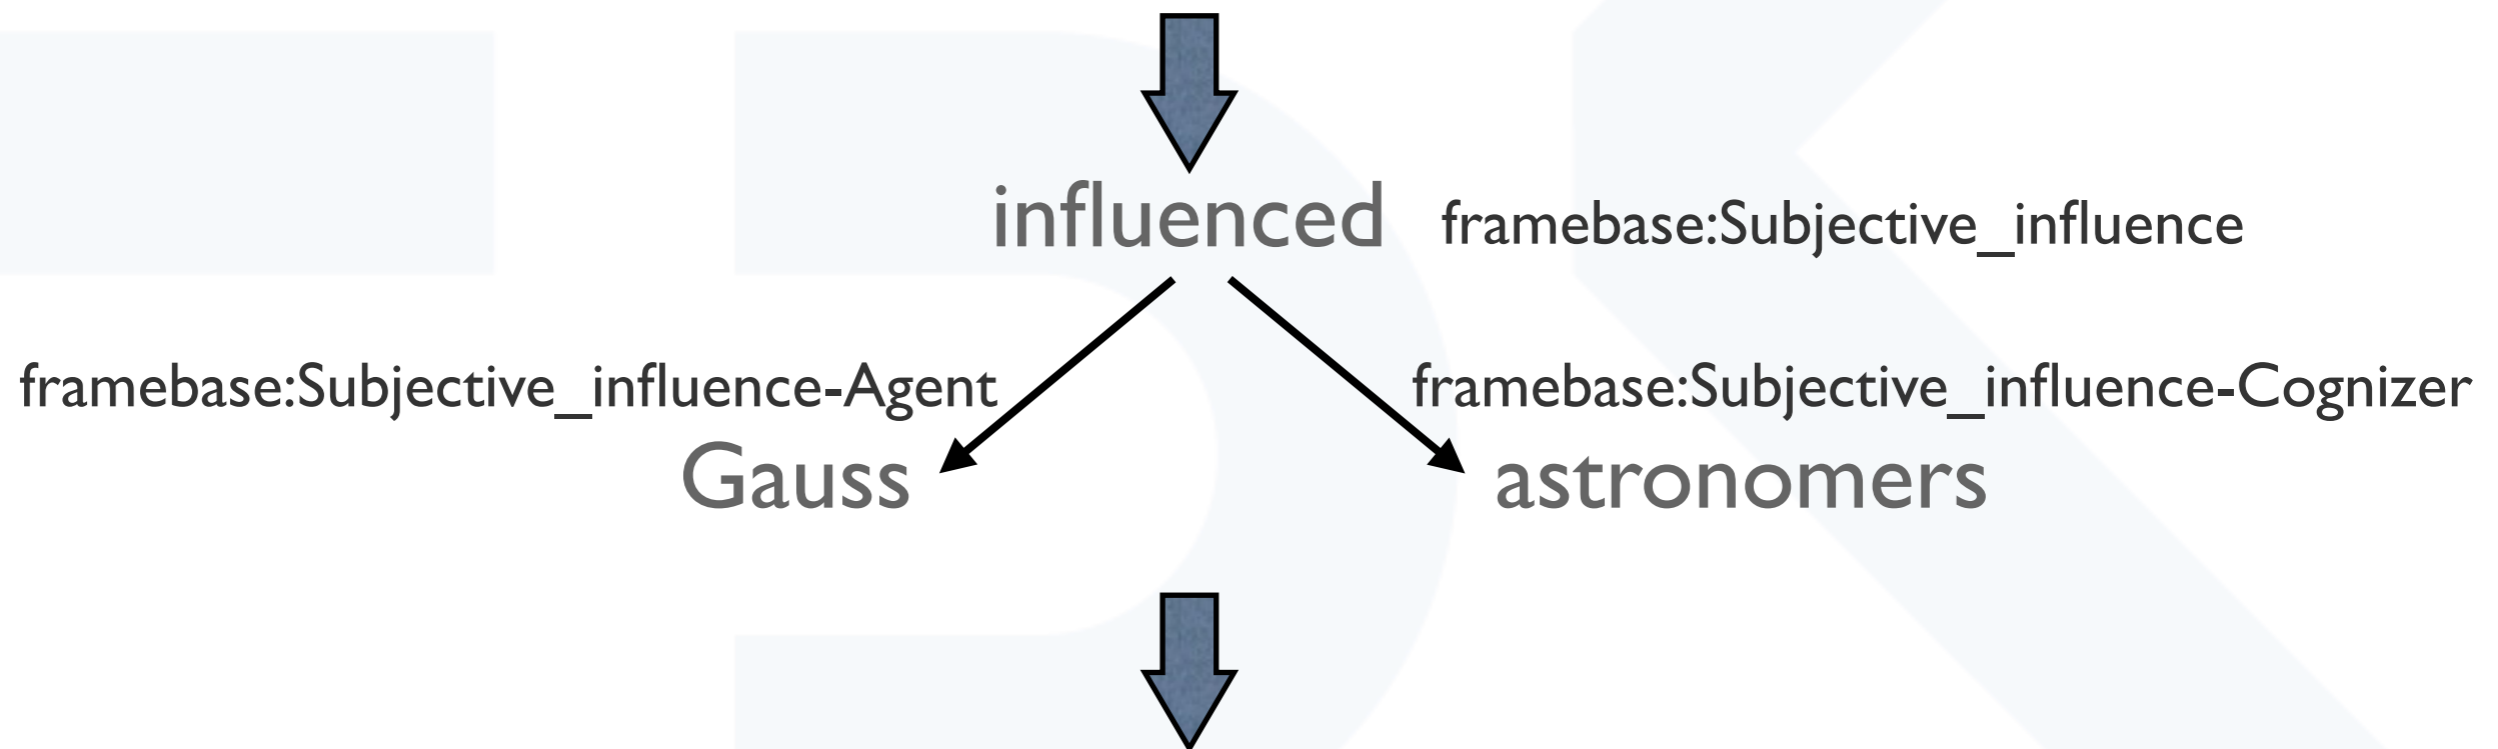 influenced framebase:Subjective_influence
framebase:Subjective_influence-Agent framebase:Subjective_influence-Cognizer
Gauss astronomers